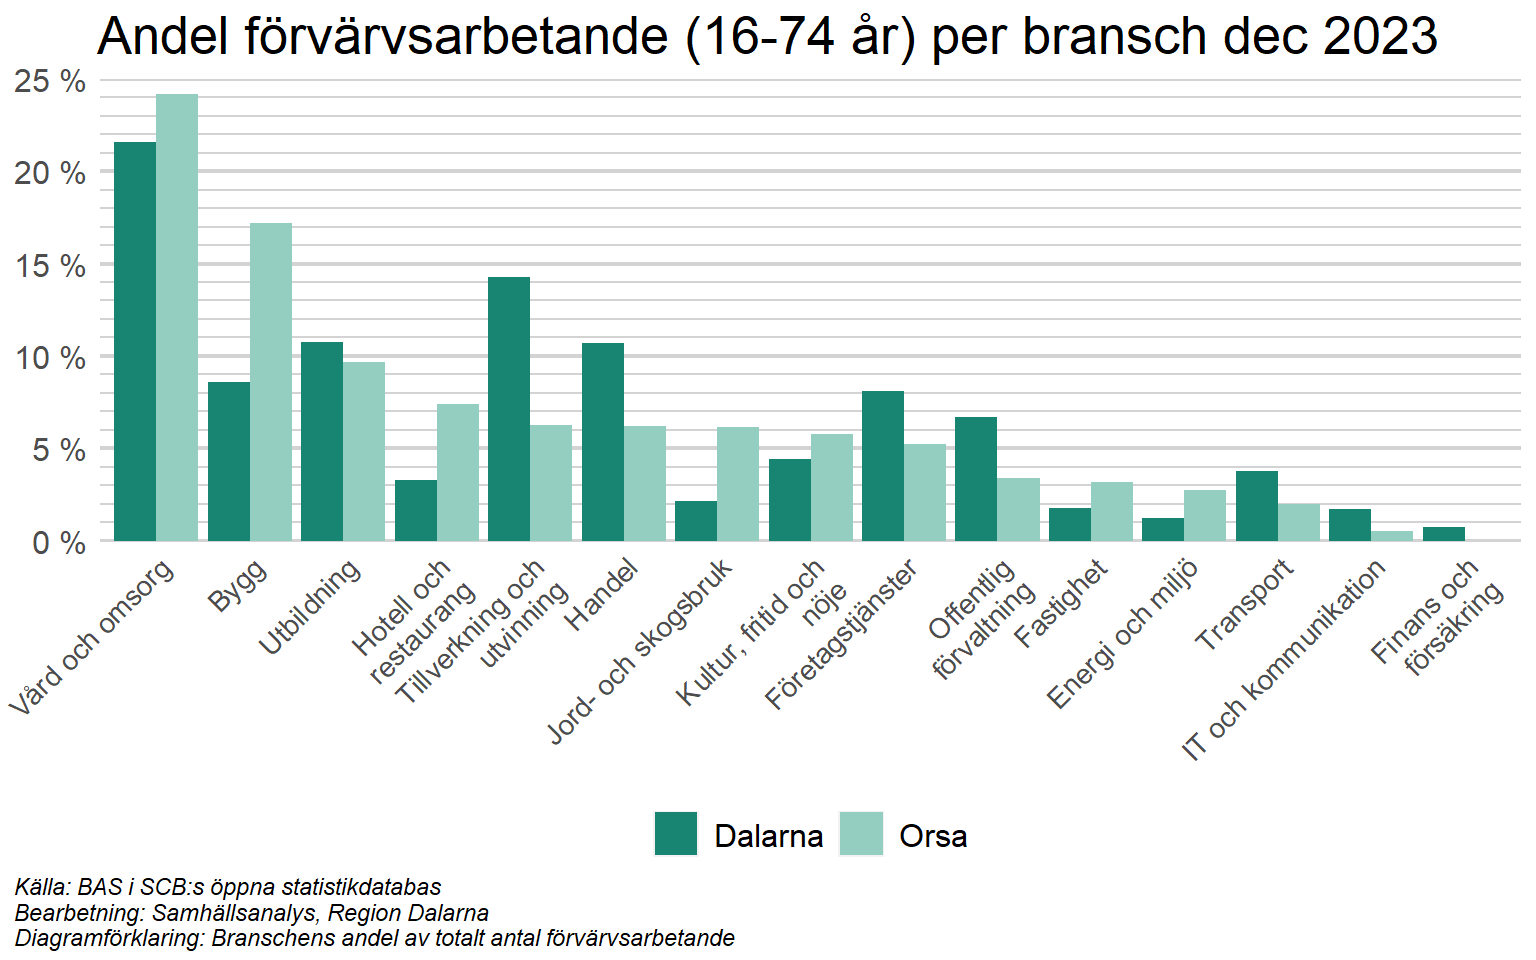 Andel förvärvsarbetande (16-74 år) per bransch dec 2023
25 %
20 %
15 %
10 %
5 %
0 %
Vård och omsorg
Bygg
Utbildning
Hotell och
restaurang
Tillverkning och
utvinning
Handel
Jord- och skogsbruk
Kultur, fritid och
nöje
Företagstjänster
Offentlig
förvaltning
Fastighet
Energi och miljö
Transport
IT och kommunikation
Finans och
försäkring
Dalarna
Orsa
Källa: BAS i SCB:s öppna statistikdatabas
Bearbetning: Samhällsanalys, Region Dalarna
Diagramförklaring: Branschens andel av totalt antal förvärvsarbetande